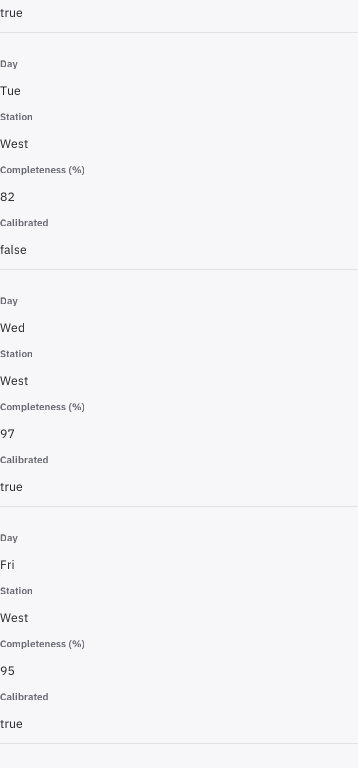 true
Day
Tue
Station
West
Completeness (%)
82
Calibrated
false
Day
Wed
Station
West
Completeness (%)
97
Calibrated
true
Day
Fri
Station
West
Completeness (%)
95
Calibrated
true